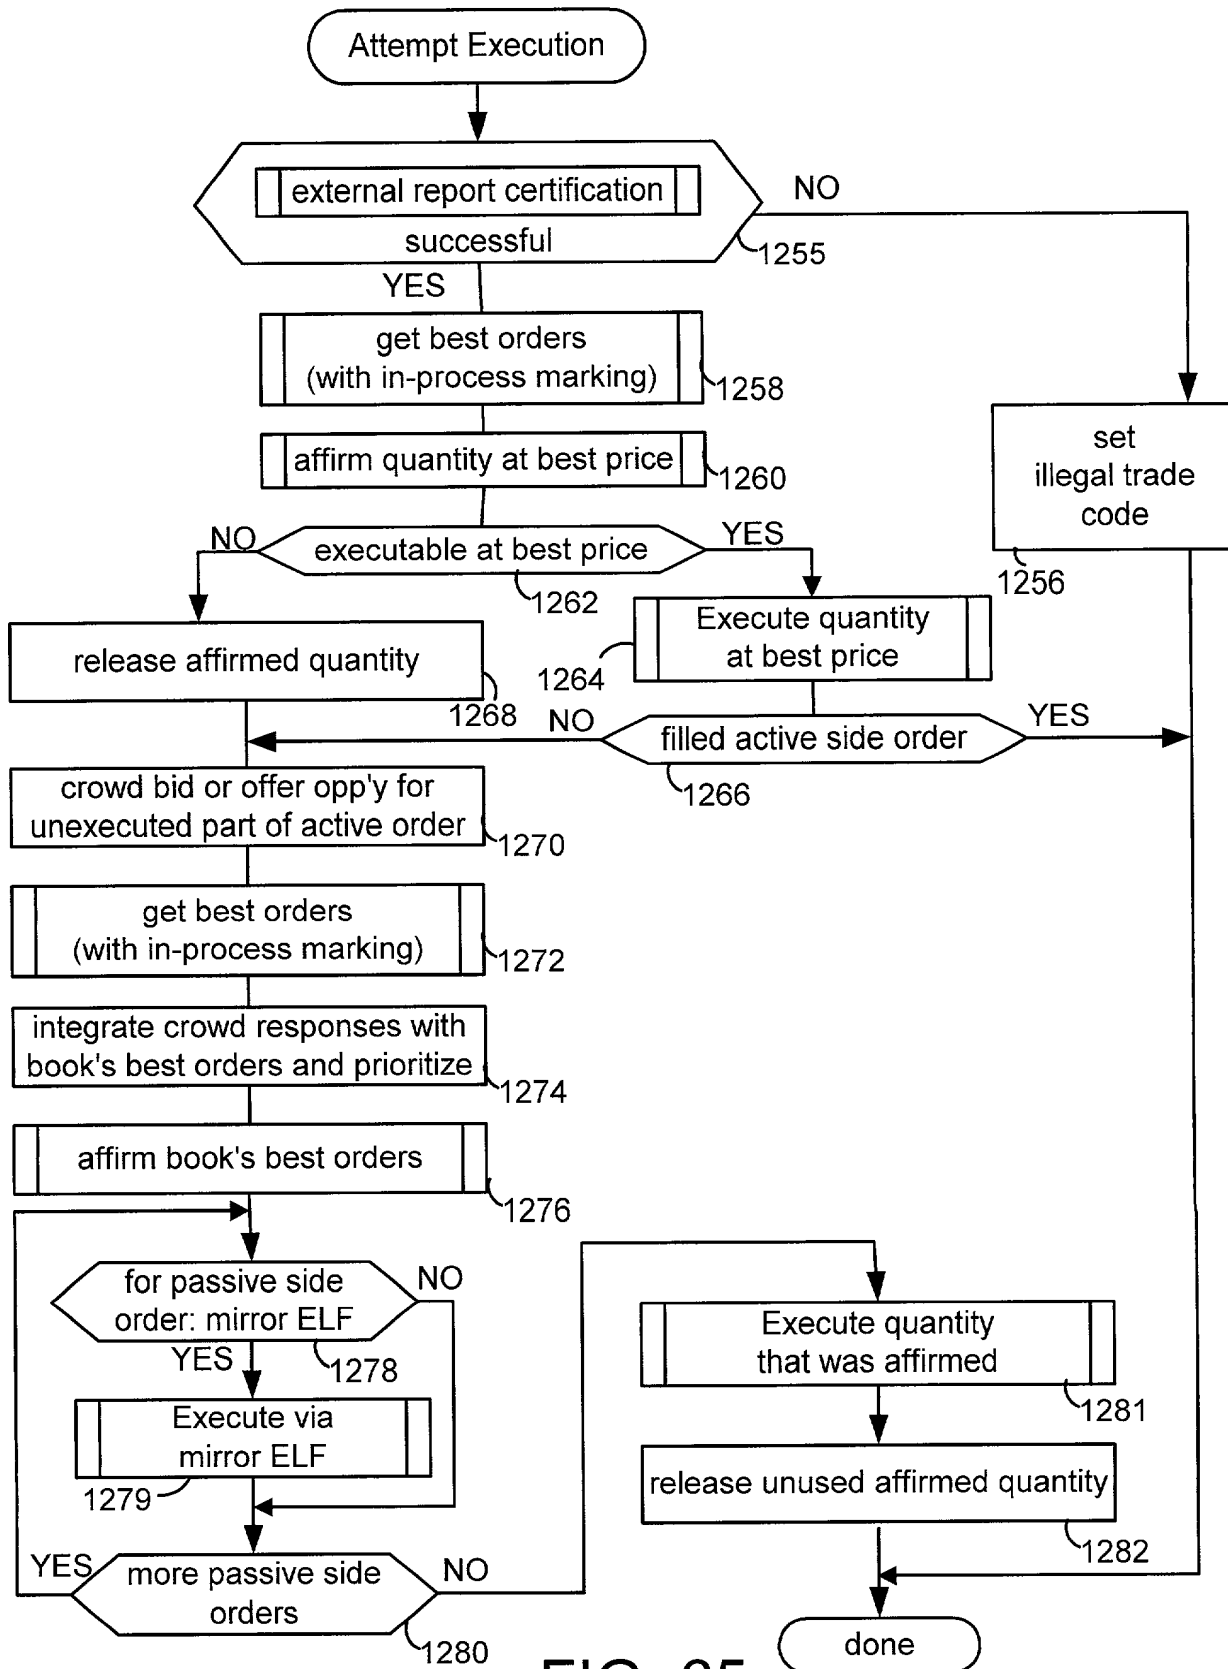 Attempt Execution
external report certification
successful
NO
1255
YES
get best orders
(with in-process marking)
1258
affirm quantity at best price
1260
set
illegal trade
code
1256
NO
executable at best price
YES
1262
release affirmed quantity
1268
Execute quantity
at best price
1264
NO
filled active side order
YES
1266
crowd bid or offer opp'y for
unexecuted part of active order
1270
get best orders
(with in-process marking)
1272
integrate crowd responses with
book's best orders and prioritize
1274
affirm book's best orders
1276
for passive side
order: mirror ELF
NO
YES
1278
Execute via
mirror ELF
1279
YES
more passive side
orders
NO
1280
Execute quantity
that was affirmed
1281
release unused affirmed quantity
1282
done